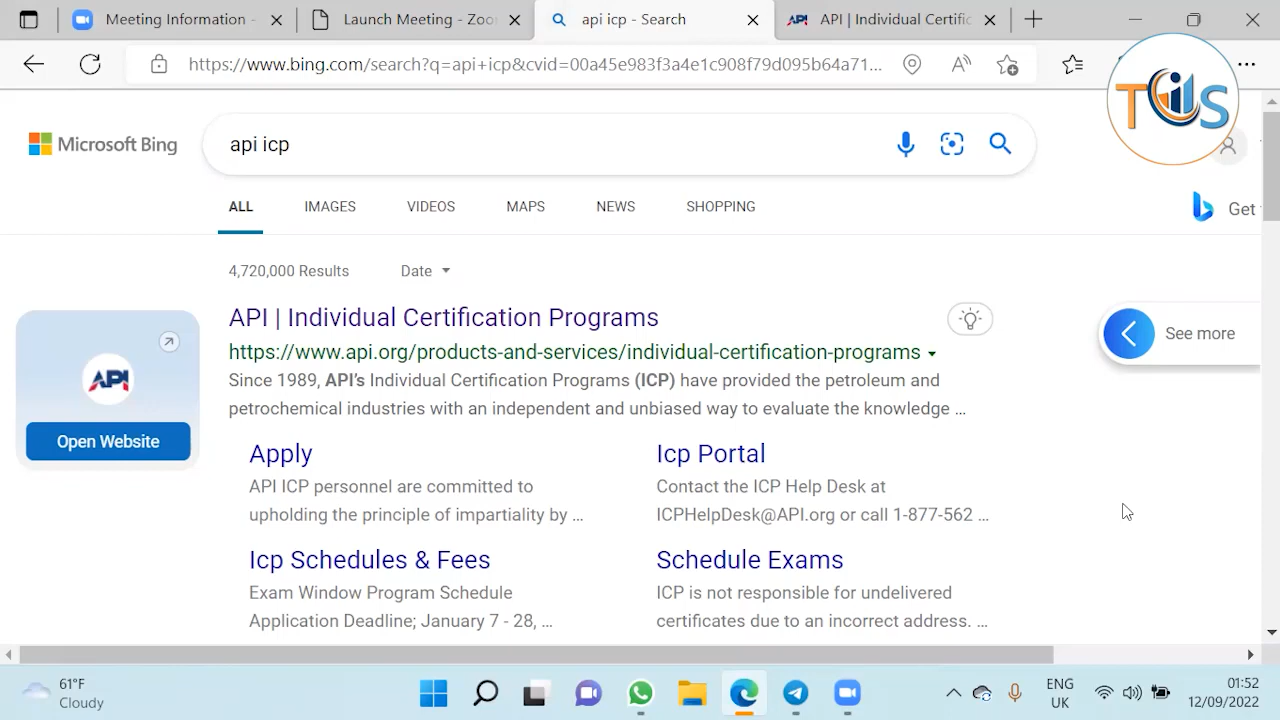 Meeting Information -
Launch Meeting - Zoo
api icp - Search
API | Individual Certific
https://www.bing.com/search?q=api+icp&cvid=00a45e983f3a4e1c908f79d095b64a71...
TCILS
Microsoft Bing
api icp
ALL
IMAGES
VIDEOS
MAPS
NEWS
SHOPPING
Get
4,720,000 Results
Date
API
Open Website
API | Individual Certification Programs
https://www.api.org/products-and-services/individual-certification-programs
Since 1989, API's Individual Certification Programs (ICP) have provided the petroleum and
petrochemical industries with an independent and unbiased way to evaluate the knowledge ...
See more
Apply
API ICP personnel are committed to
upholding the principle of impartiality by ...
Icp Portal
Contact the ICP Help Desk at
ICPHelpDesk@API.org or call 1-877-562 ...
Icp Schedules & Fees
Exam Window Program Schedule
Application Deadline; January 7 - 28, ...
Schedule Exams
ICP is not responsible for undelivered
certificates due to an incorrect address. ...
61°F
Cloudy
ENG
UK
01:52
12/09/2022